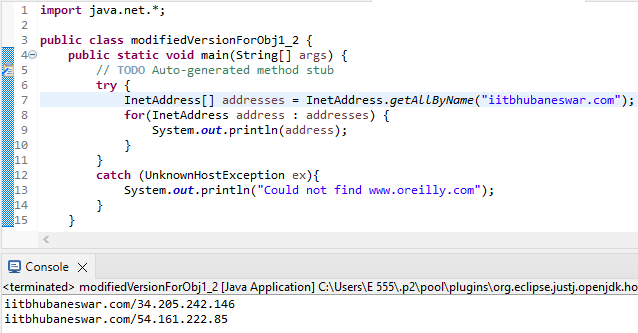 1 import java.net.*;
2
3 public class modifiedVersionForObj1_2 {
4 public static void main(String[] args) {
5 // TODO Auto-generated method stub
6 try {
7 InetAddress[] addresses = InetAddress.getAllByName("iitbhubaneswar.com");
8 for(InetAddress address : addresses) {
9 System.out.println(address);
10 }
11 }
12 catch (UnknownHostException ex){
13 System.out.println("Could not find www.oreilly.com");
14 }
15 }
Console
<terminated> modifiedVersionForObj1_2 [Java Application] C:\Users\E 555\.p2\pool\plugins\org.eclipse.justj.openjdk.ho
iitbhubaneswar.com/34.205.242.146
iitbhubaneswar.com/54.161.222.85